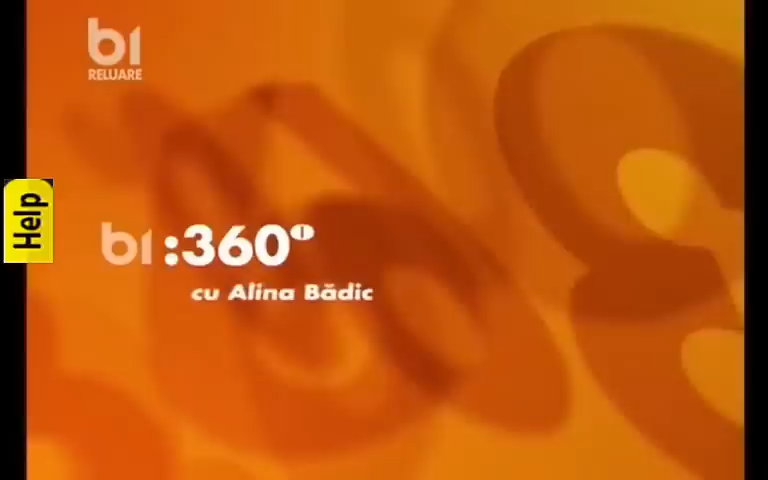 b1
RELUARE
Help
b1:360°
cu Alina Bădic